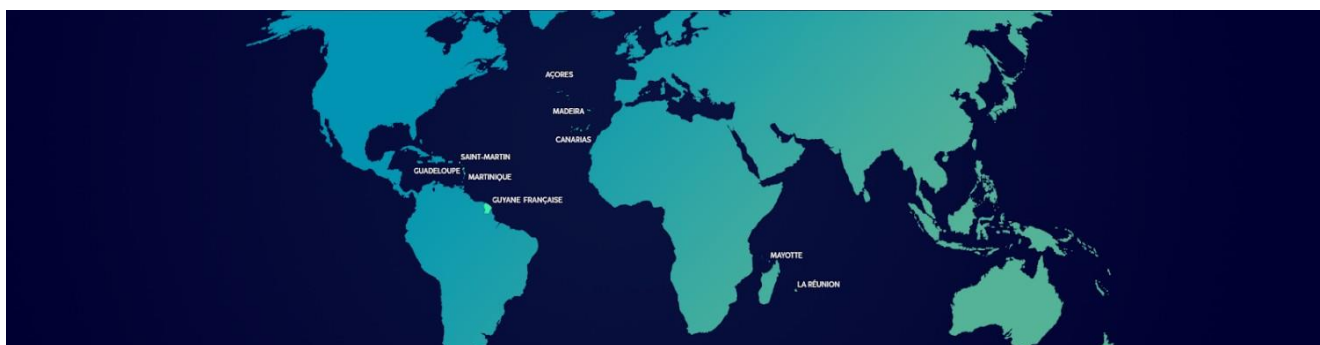 AÇORES
MADEIRA
CANARIAS
SAINT-MARTIN
GUADELOUPE
MARTINIQUE
GUYANE FRANÇAISE
MAYOTTE
LA RÉUNION